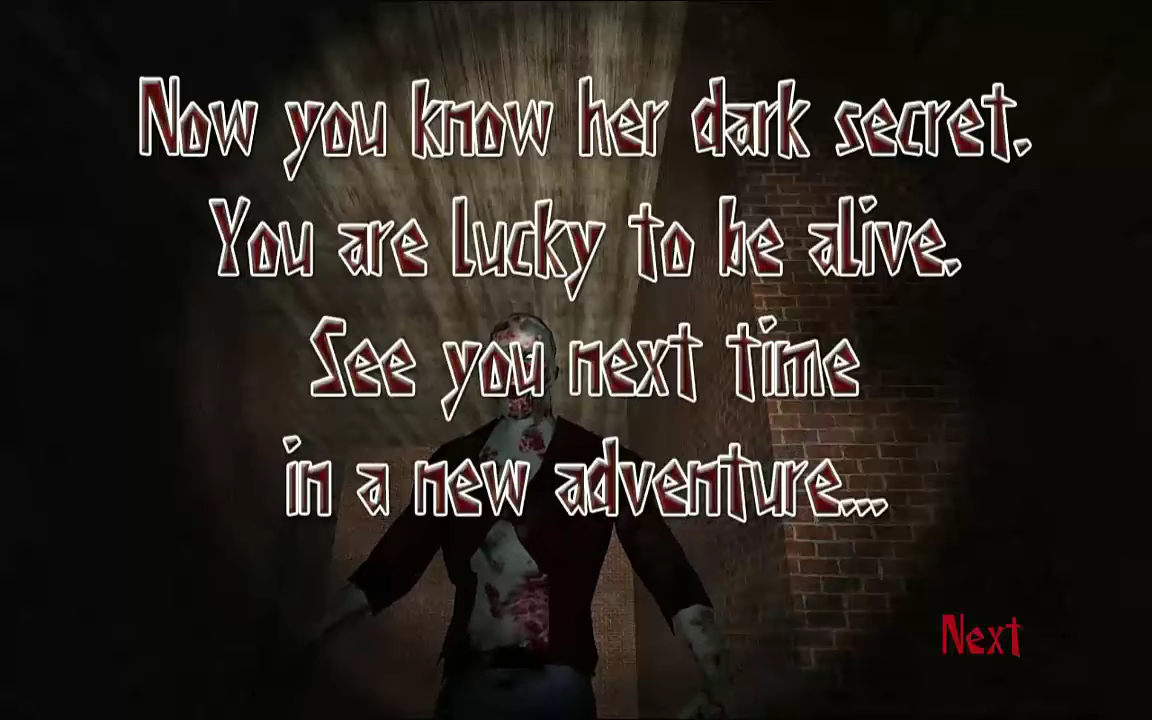 Now you know her dark secret.
You are lucky to be alive.
See you next time
in a new adventure...
Next